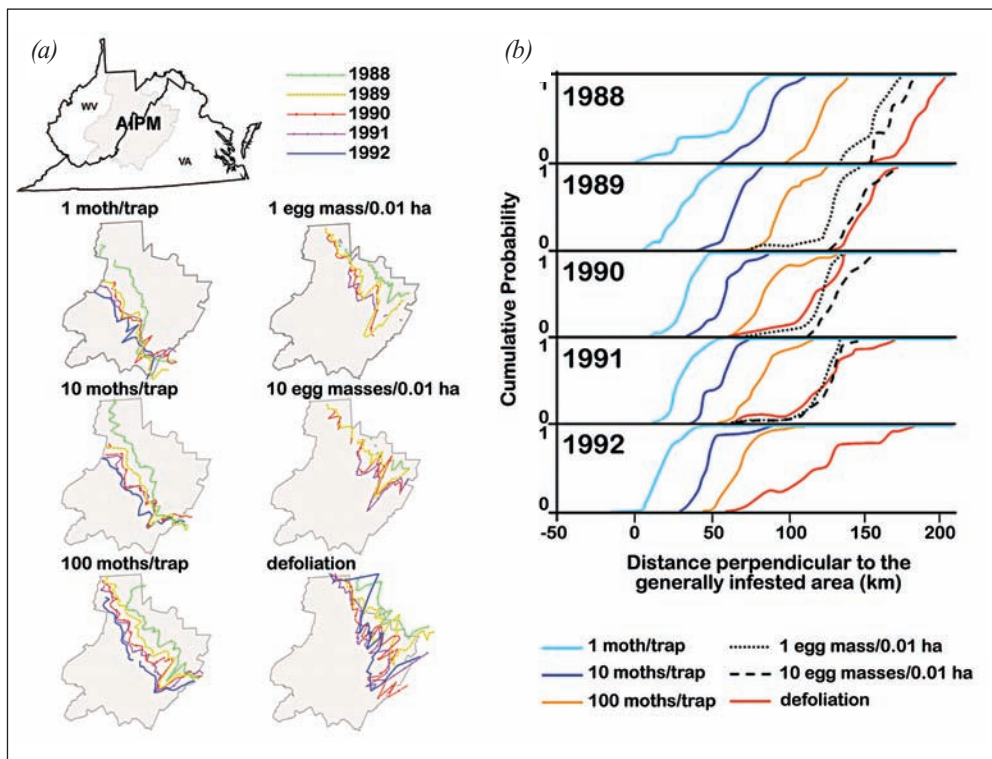 (a)
WV
AIPM
VA
1988
1989
1990
1991
1992
1 moth/trap
1 egg mass/0.01 ha
10 moths/trap
10 egg masses/0.01 ha
100 moths/trap
defoliation
(b)
Cumulative Probability
1
1988
0
1
1989
0
1
1990
0
1
1991
0
1
1992
0
-50 0 50 100 150 200
Distance perpendicular to the
generally infested area (km)
1 moth/trap
10 moths/trap
100 moths/trap
1 egg mass/0.01 ha
10 egg masses/0.01 ha
defoliation